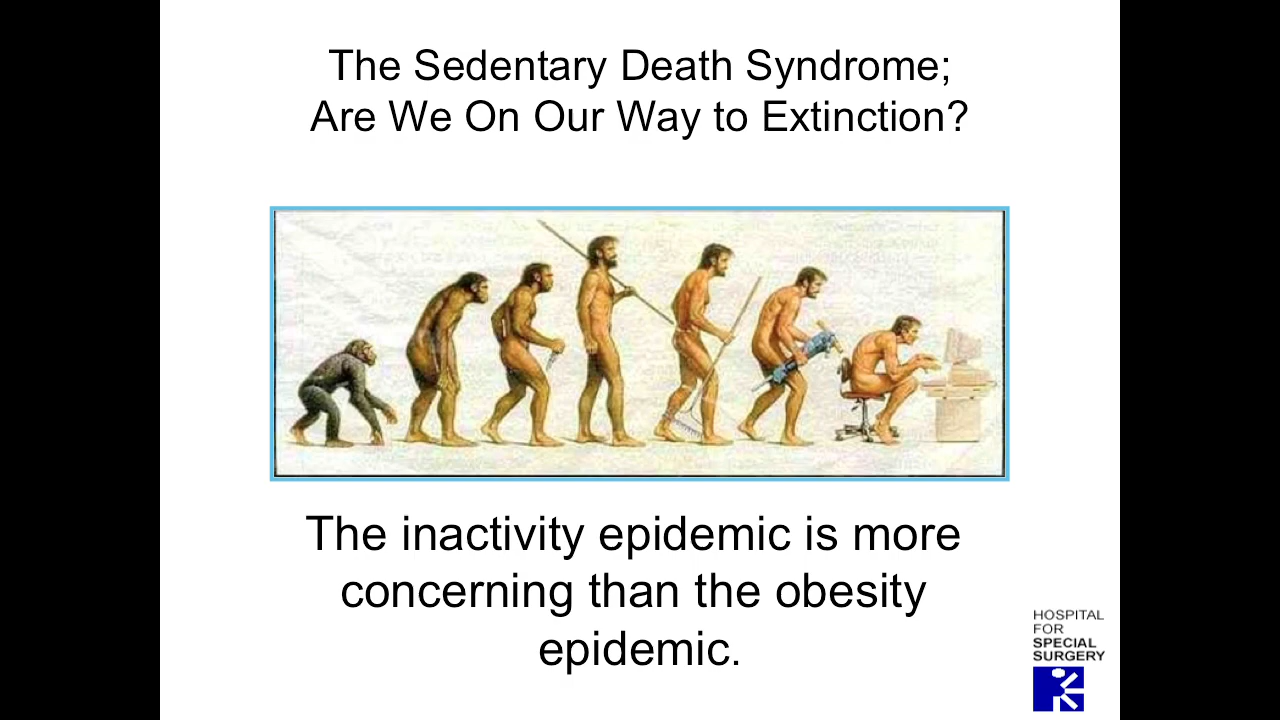 The Sedentary Death Syndrome;
Are We On Our Way to Extinction?
The inactivity epidemic is more
concerning than the obesity
epidemic.
HOSPITAL
FOR
SPECIAL
SURGERY